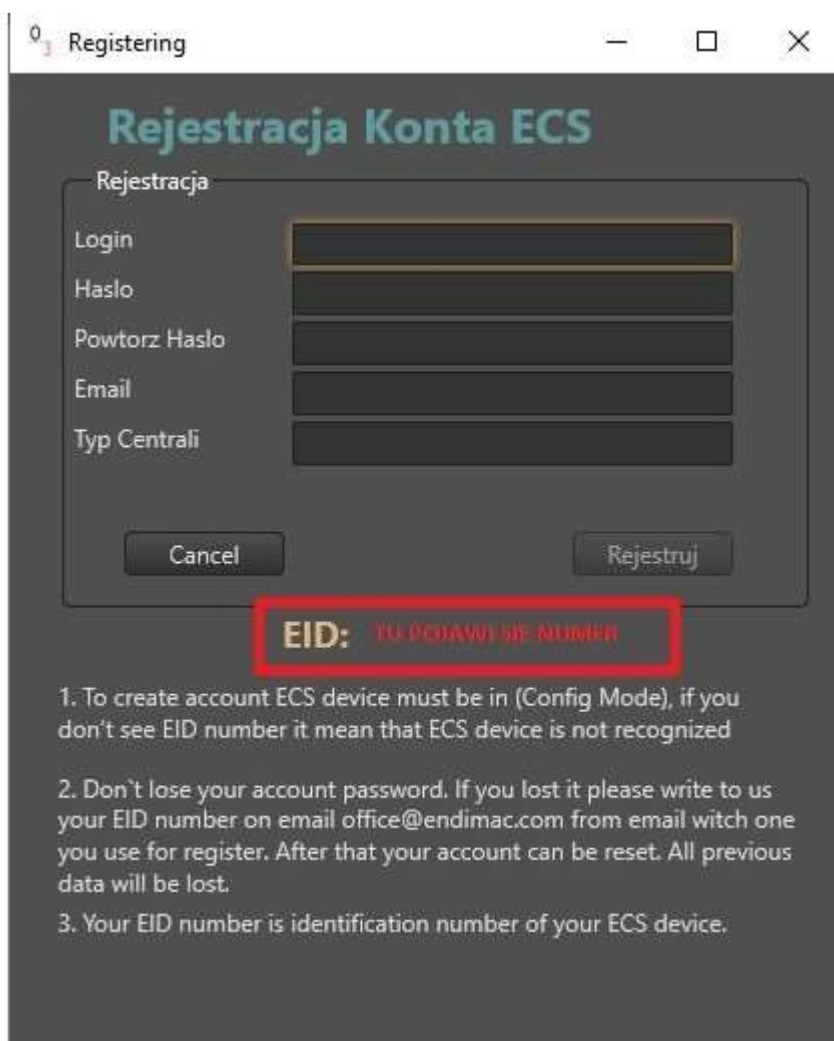 Registering
Rejestracja Konta ECS
Rejestracja
Login
Haslo
Powtorz Haslo
Email
Typ Centrali
Cancel
Rejestruj
EID: TU POJAWI SIE NUMER
1. To create account ECS device must be in (Config Mode), if you
don't see EID number it mean that ECS device is not recognized
2. Don`t lose your account password. If you lost it please write to us
your EID number on email office@endimac.com from email witch one
you use for register. After that your account can be reset. All previous
data will be lost.
3. Your EID number is identification number of your ECS device.